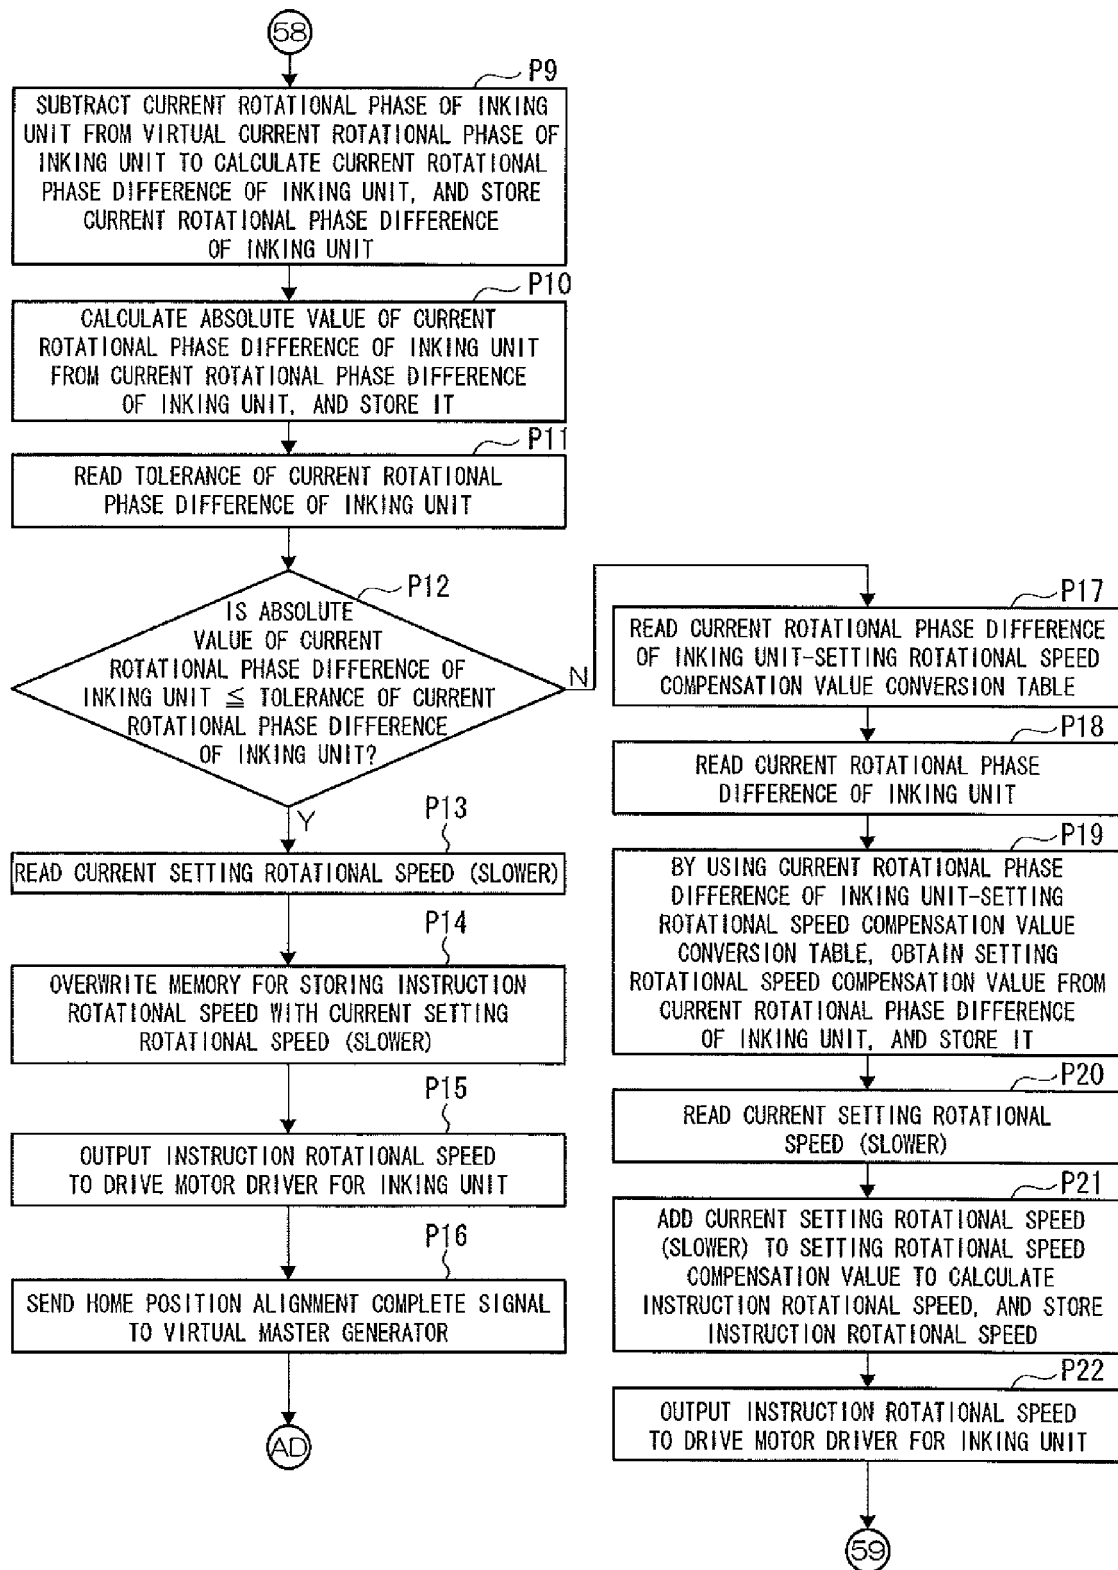 58
P9
SUBTRACT CURRENT ROTATIONAL PHASE OF INKING
UNIT FROM VIRTUAL CURRENT ROTATIONAL PHASE OF
INKING UNIT TO CALCULATE CURRENT ROTATIONAL
PHASE DIFFERENCE OF INKING UNIT, AND STORE
CURRENT ROTATIONAL PHASE DIFFERENCE
OF INKING UNIT
P10
CALCULATE ABSOLUTE VALUE OF CURRENT
ROTATIONAL PHASE DIFFERENCE OF INKING UNIT
FROM CURRENT ROTATIONAL PHASE DIFFERENCE
OF INKING UNIT, AND STORE IT
P11
READ TOLERANCE OF CURRENT ROTATIONAL
PHASE DIFFERENCE OF INKING UNIT
P12
IS ABSOLUTE
VALUE OF CURRENT
ROTATIONAL PHASE DIFFERENCE OF
INKING UNIT ≦ TOLERANCE OF CURRENT
ROTATIONAL PHASE DIFFERENCE
OF INKING UNIT?
N
Y
P13
READ CURRENT SETTING ROTATIONAL SPEED (SLOWER)
P14
OVERWRITE MEMORY FOR STORING INSTRUCTION
ROTATIONAL SPEED WITH CURRENT SETTING
ROTATIONAL SPEED (SLOWER)
P15
OUTPUT INSTRUCTION ROTATIONAL SPEED
TO DRIVE MOTOR DRIVER FOR INKING UNIT
P16
SEND HOME POSITION ALIGNMENT COMPLETE SIGNAL
TO VIRTUAL MASTER GENERATOR
AD
P17
READ CURRENT ROTATIONAL PHASE DIFFERENCE
OF INKING UNIT-SETTING ROTATIONAL SPEED
COMPENSATION VALUE CONVERSION TABLE
P18
READ CURRENT ROTATIONAL PHASE
DIFFERENCE OF INKING UNIT
P19
BY USING CURRENT ROTATIONAL PHASE
DIFFERENCE OF INKING UNIT-SETTING
ROTATIONAL SPEED COMPENSATION VALUE
CONVERSION TABLE, OBTAIN SETTING
ROTATIONAL SPEED COMPENSATION VALUE FROM
CURRENT ROTATIONAL PHASE DIFFERENCE
OF INKING UNIT, AND STORE IT
P20
READ CURRENT SETTING ROTATIONAL
SPEED (SLOWER)
P21
ADD CURRENT SETTING ROTATIONAL SPEED
(SLOWER) TO SETTING ROTATIONAL SPEED
COMPENSATION VALUE TO CALCULATE
INSTRUCTION ROTATIONAL SPEED, AND STORE
INSTRUCTION ROTATIONAL SPEED
P22
OUTPUT INSTRUCTION ROTATIONAL SPEED
TO DRIVE MOTOR DRIVER FOR INKING UNIT
59